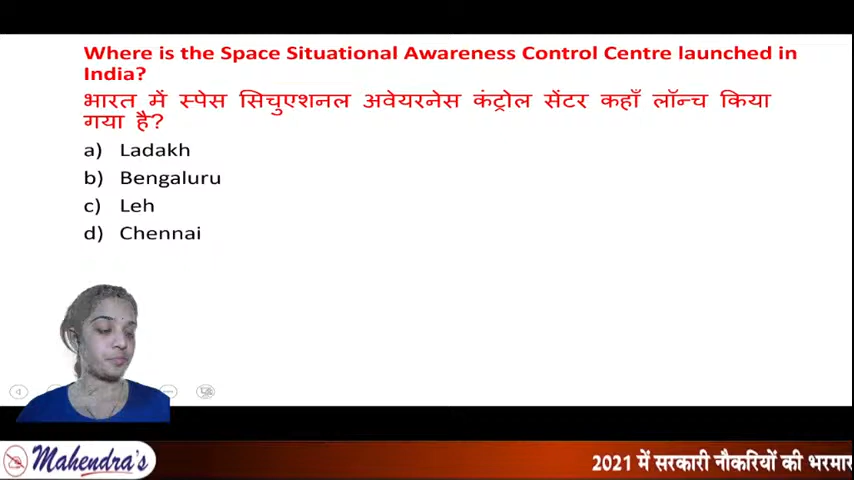 Where is the Space Situational Awareness Control Centre launched in
India?
भारत में स्पेस सिचुएशनल अवेयरनेस कंट्रोल सेंटर कहाँ लॉन्च किया
गया है?
a) Ladakh
b) Bengaluru
c) Leh
d) Chennai
Mahendra's
2021 में सरकारी नौकरियों की भरमार